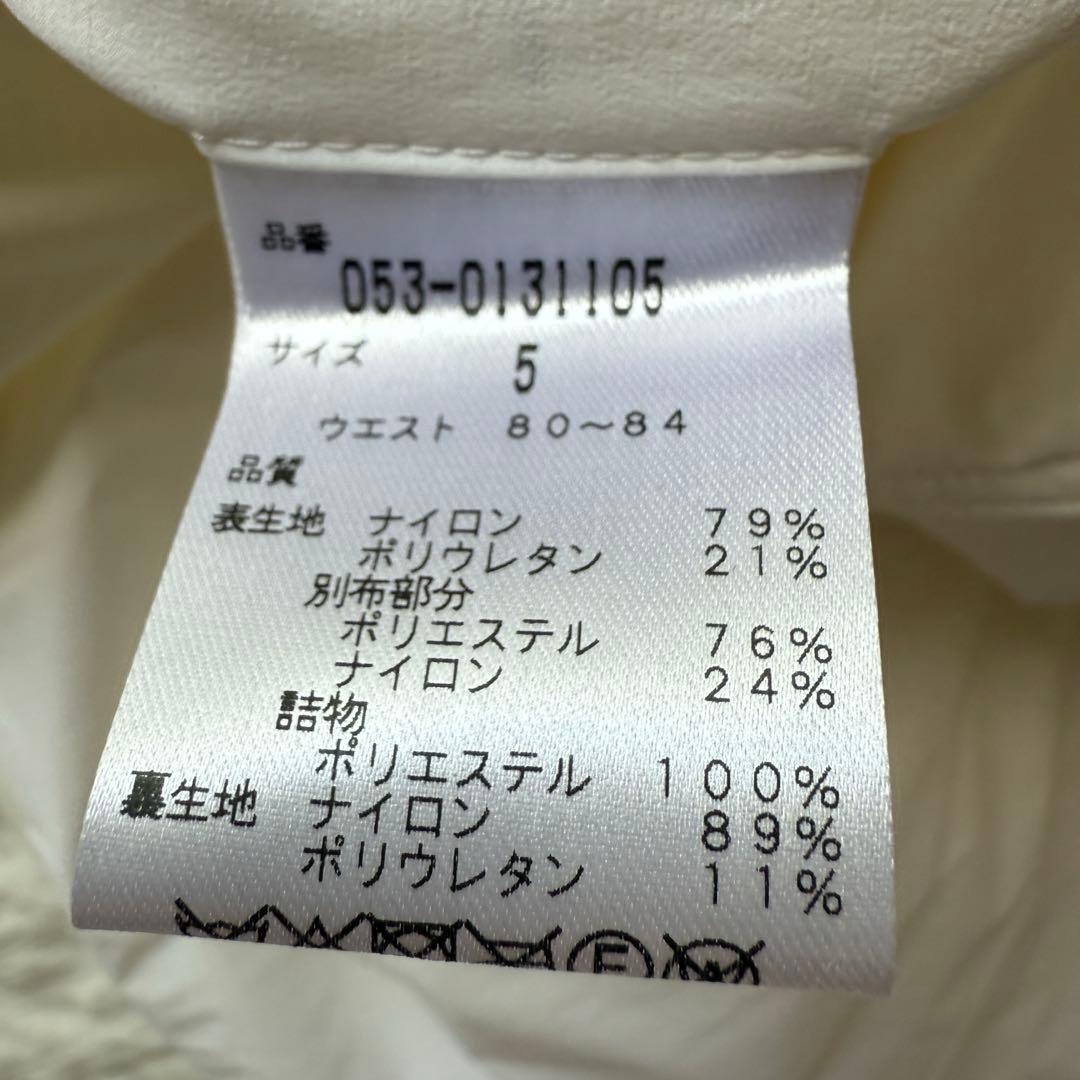 品番
053-0131105
サイズ 5
ウエスト 80～84
品質
表生地 ナイロン 79%
ポリウレタン 21%
別布部分
ポリエステル 76%
ナイロン 24%
詰物
ポリエステル 100%
裏生地 ナイロン 89%
ポリウレタン 11%